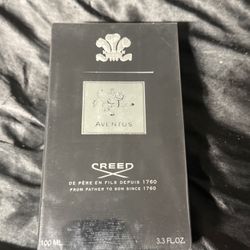 AVENTUS
CREED
DE PÈRE EN FILS DEPUIS 1760
FROM FATHER TO SON SINCE 1760
100 ML 3.3 FL.OZ.